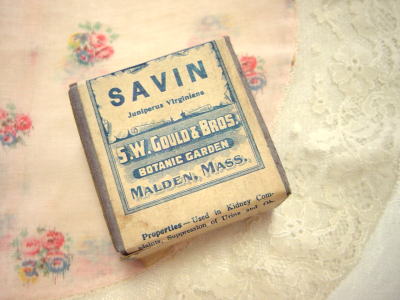 SAVIN
Juniperus Virginiana
S.W. GOULD & BROS.
BOTANIC GARDEN
MALDEN, MASS.
Properties—Used in Kidney Com-
plaints, Suppression of Urine and